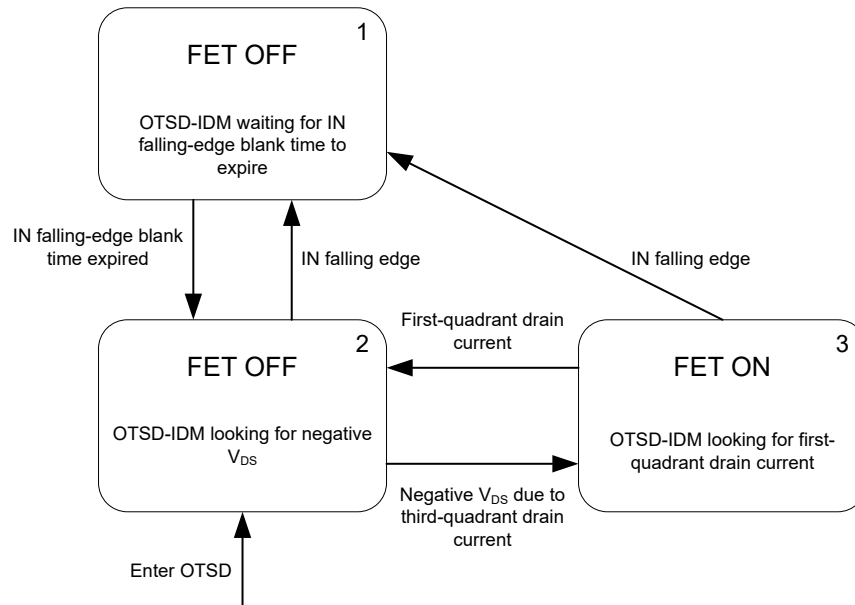 1
FET OFF
OTSD-IDM waiting for IN
falling-edge blank time to
expire
IN falling-edge blank
time expired
IN falling edge
IN falling edge
First-quadrant drain
current
2
FET OFF
OTSD-IDM looking for negative
V_DS
3
FET ON
OTSD-IDM looking for first-
quadrant drain current
Negative V_DS due to
third-quadrant drain
current
Enter OTSD